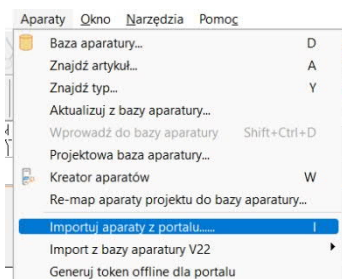 Aparaty Okno Narzędzia Pomoc
Baza aparatury... D
Znajdź artykuł... A
Znajdź typ... Y
Aktualizuj z bazy aparatury...
Wprowadź do bazy aparatury Shift+Ctrl+D
Projektowa baza aparatury...
Kreator aparatów W
Re-map aparaty projektu do bazy aparatury...
Importuj aparaty z portalu...... I
Import z bazy aparatury V22
Generuj token offline dla portalu